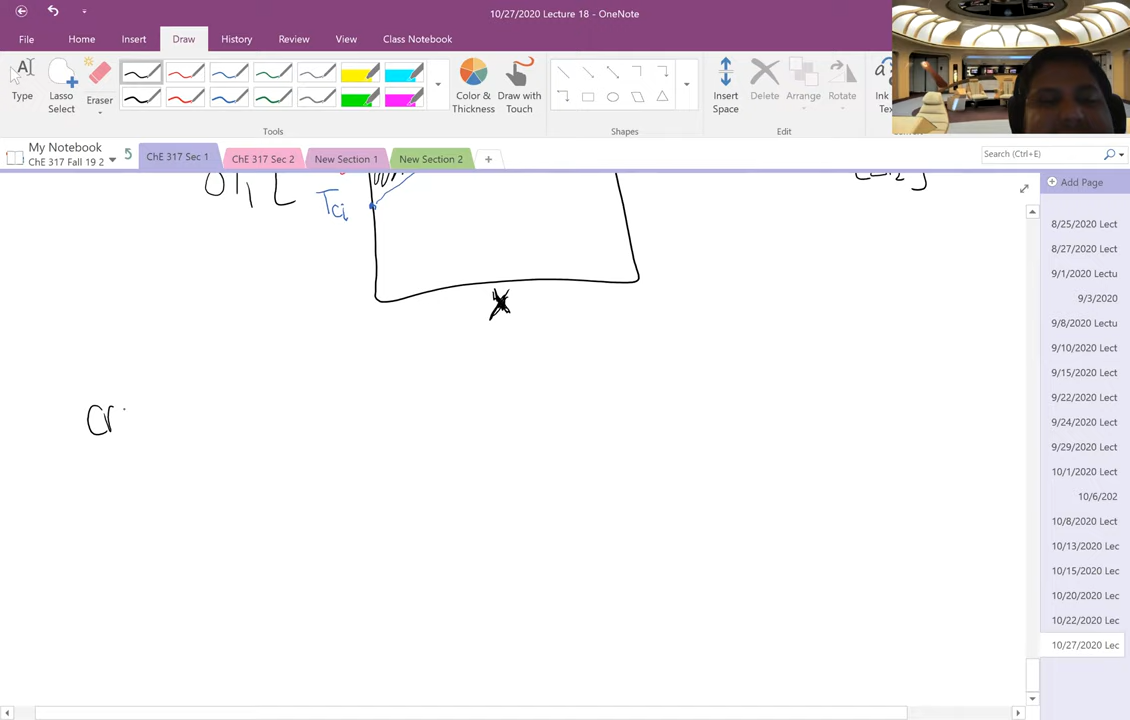 10/27/2020 Lecture 18 - OneNote
File Home Insert Draw History Review View Class Notebook
Type
Lasso Select
Eraser
Color & Thickness
Draw with Touch
Insert Space
Delete
Arrange
Rotate
Ink
Tex
Tools
Shapes
Edit
My Notebook
ChE 317 Fall 19 2
ChE 317 Sec 1
ChE 317 Sec 2
New Section 1
New Section 2
Search (Ctrl+E)
Add Page
8/25/2020 Lect
8/27/2020 Lect
9/1/2020 Lectu
9/3/2020
9/8/2020 Lectu
9/10/2020 Lect
9/15/2020 Lect
9/22/2020 Lect
9/24/2020 Lect
9/29/2020 Lect
10/1/2020 Lect
10/6/202
10/8/2020 Lect
10/13/2020 Lec
10/15/2020 Lec
10/20/2020 Lec
10/22/2020 Lec
10/27/2020 Lec
Tci
x